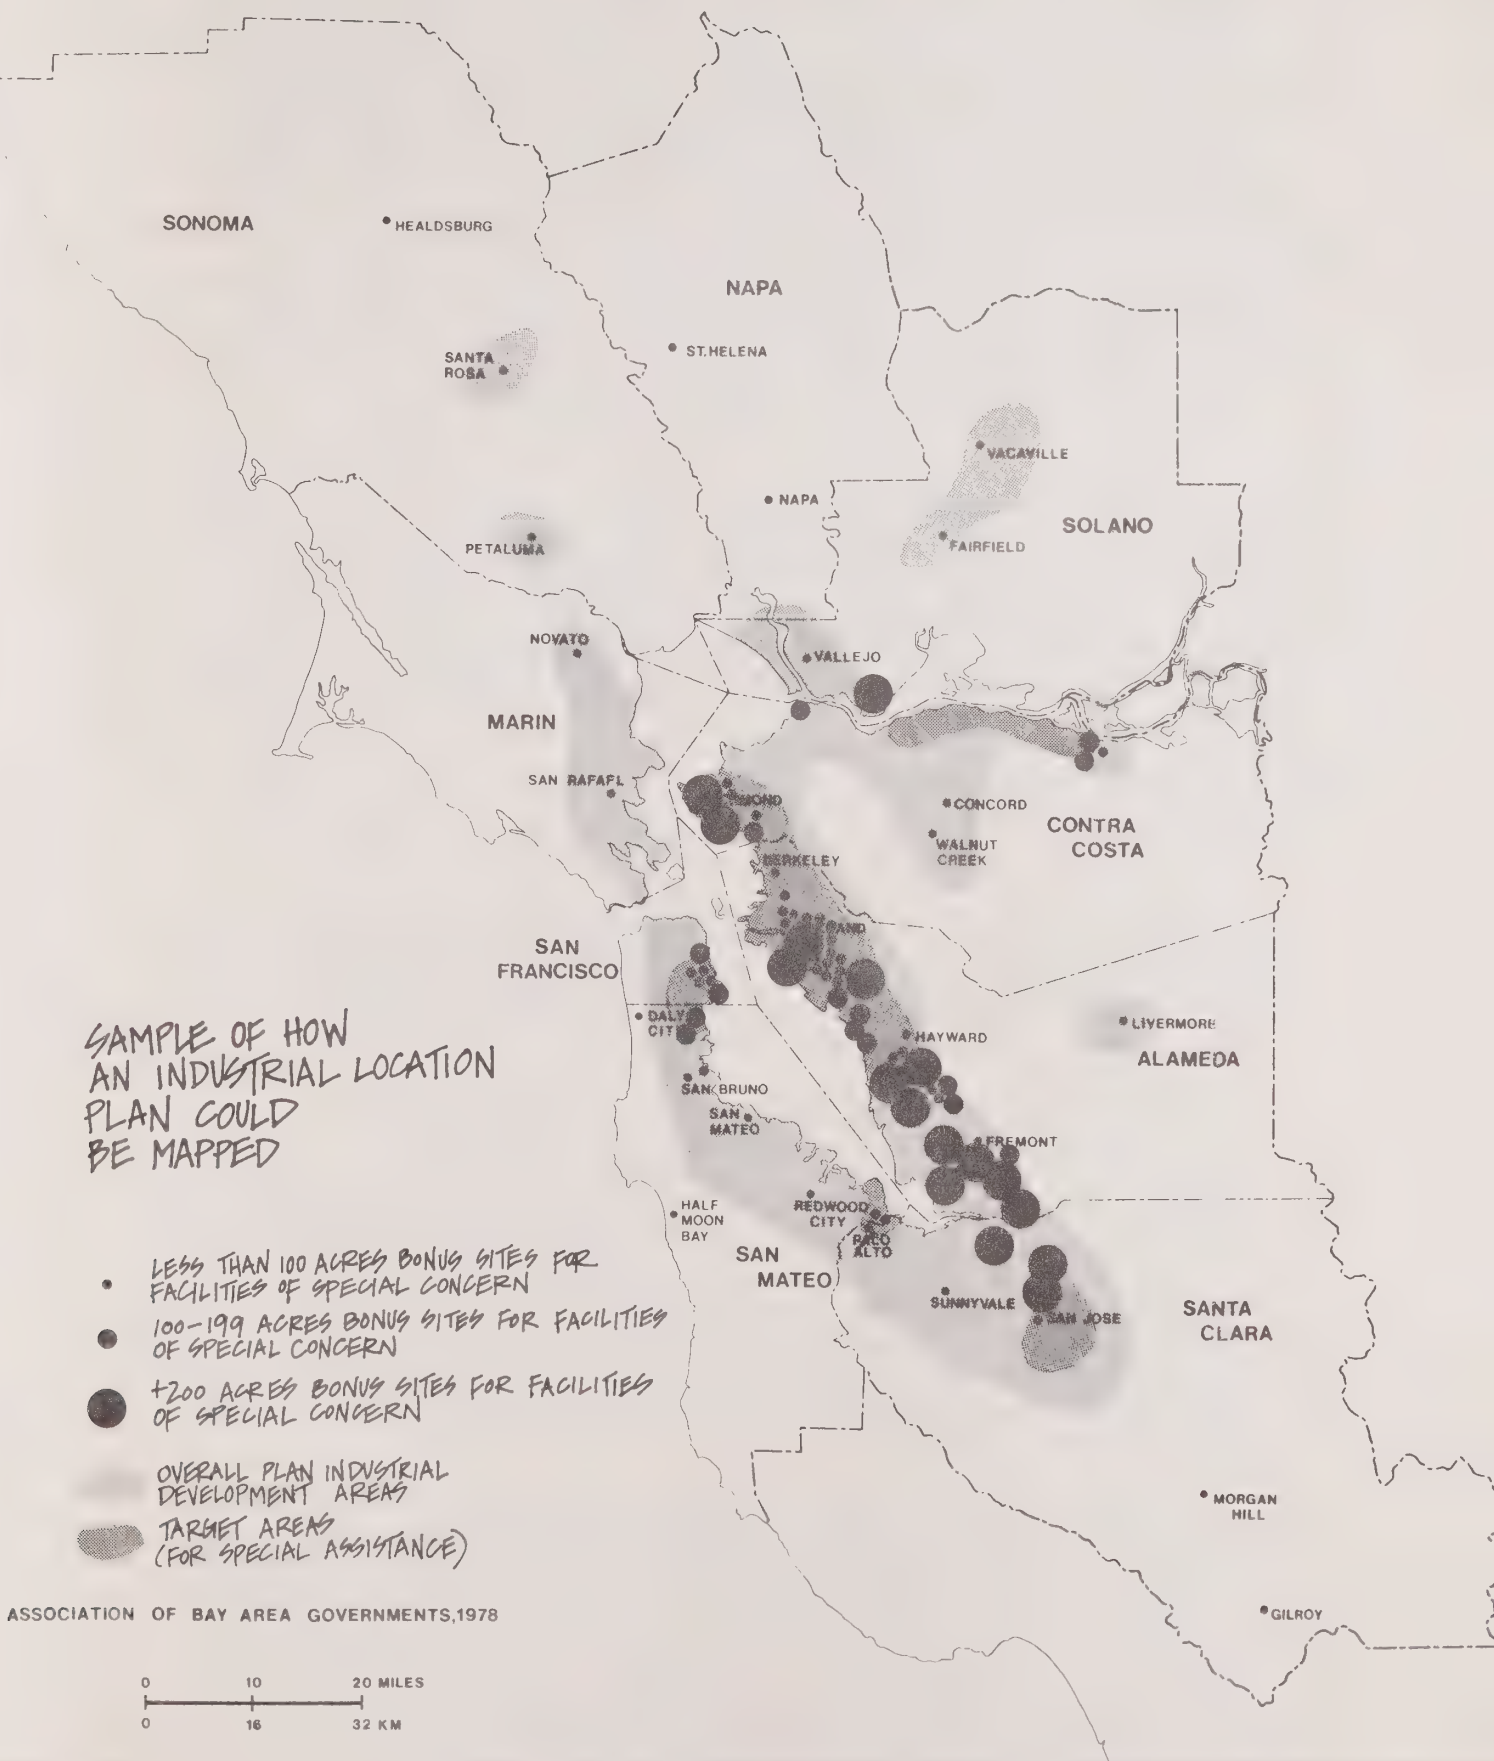 SONOMA
HEALDSBURG
NAPA
ST.HELENA
SANTA
ROSA
VACAVILLE
NAPA
SOLANO
PETALUMA
FAIRFIELD
NOVATO
VALLEJO
MARIN
SAN RAFAEL
CONCORD
CONTRA
COSTA
WALNUT
CREEK
BERKELEY
SAN
FRANCISCO
DALY
CITY
HAYWARD
LIVERMORE
ALAMEDA
SAN BRUNO
SAN
MATEO
FREMONT
HALF
MOON
BAY
REDWOOD
CITY
PALO
ALTO
SAN
MATEO
SUNNYVALE
SAN JOSE
SANTA
CLARA
MORGAN
HILL
GILROY
SAMPLE OF HOW
AN INDUSTRIAL LOCATION
PLAN COULD
BE MAPPED
LESS THAN 100 ACRES BONUS SITES FOR
FACILITIES OF SPECIAL CONCERN
100-199 ACRES BONUS SITES FOR FACILITIES
OF SPECIAL CONCERN
+200 ACRES BONUS SITES FOR FACILITIES
OF SPECIAL CONCERN
OVERALL PLAN INDUSTRIAL
DEVELOPMENT AREAS
TARGET AREAS
(FOR SPECIAL ASSISTANCE)
ASSOCIATION OF BAY AREA GOVERNMENTS,1978
0 10 20 MILES
0 16 32 KM